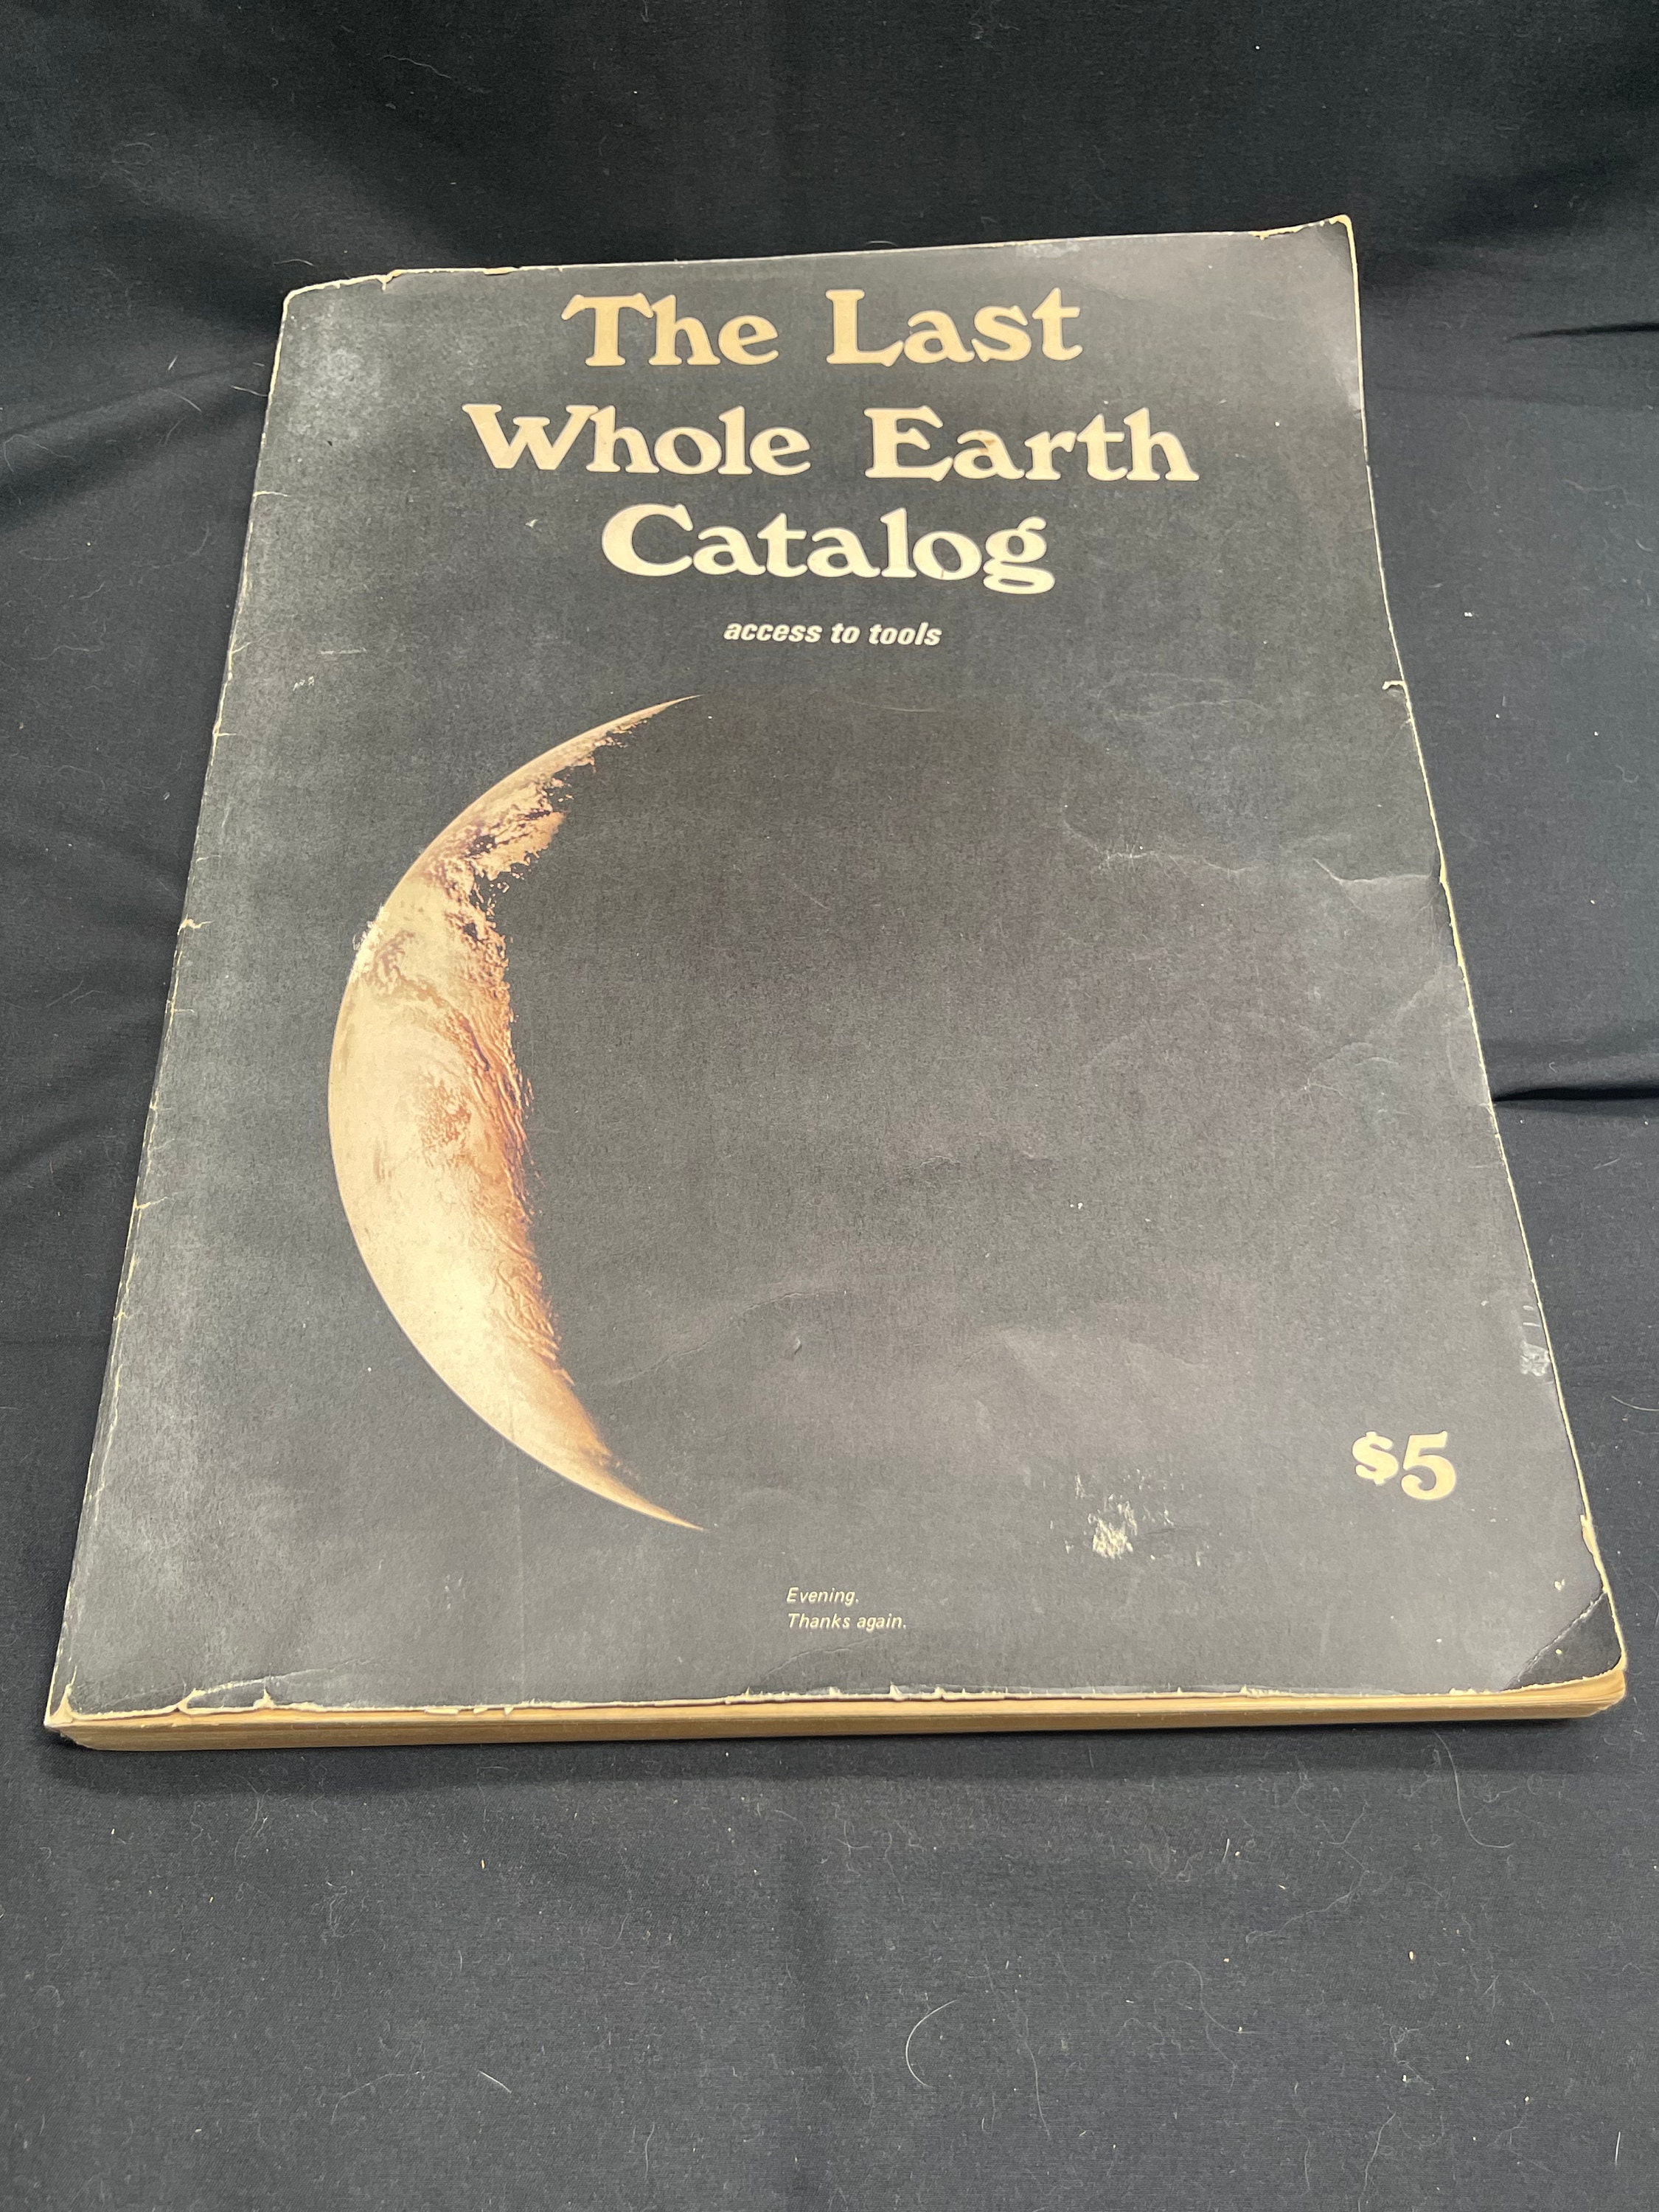 The Last
Whole Earth
Catalog
access to tools
$5
Evening.
Thanks again.